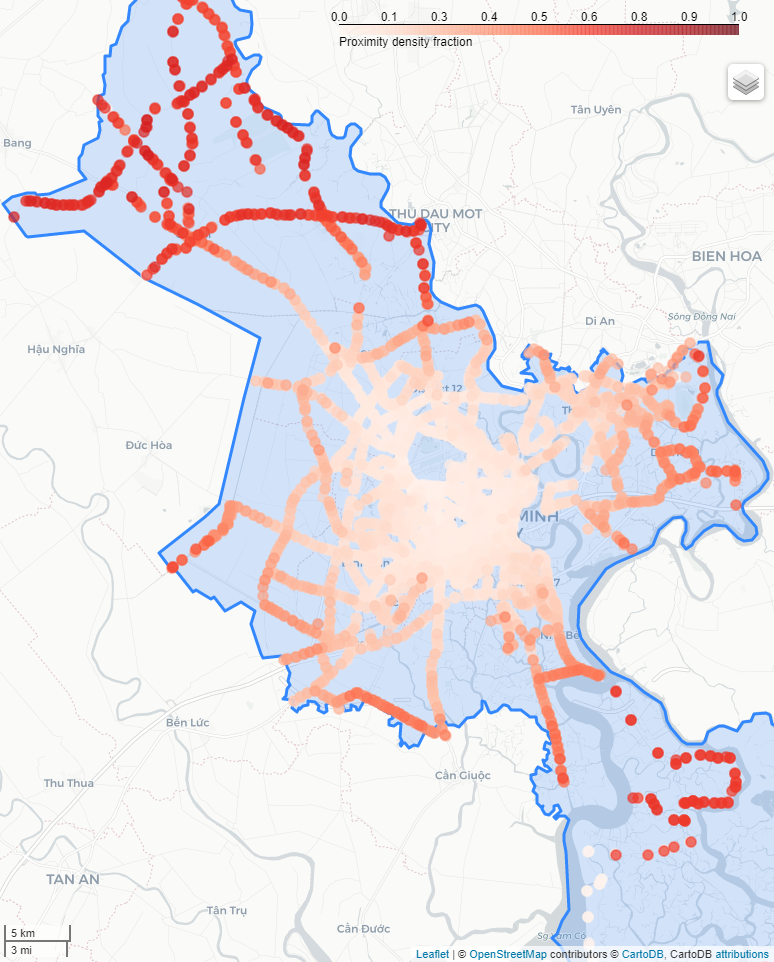 0.0 0.1 0.3 0.4 0.5 0.6 0.8 0.9 1.0
Proximity density fraction
Tân Uyên
Bang
THU DAU MOT
CITY
BIEN HOA
Sông Đồng Nai
Di An
Hậu Nghĩa
12
Đức Hòa
MINH
7
Bến Lức
Cần Giuộc
Thu Thua
TAN AN
Tân Trụ
Cần Đước
5 km
3 mi
Leaflet | © OpenStreetMap contributors © CartoDB, CartoDB attributions